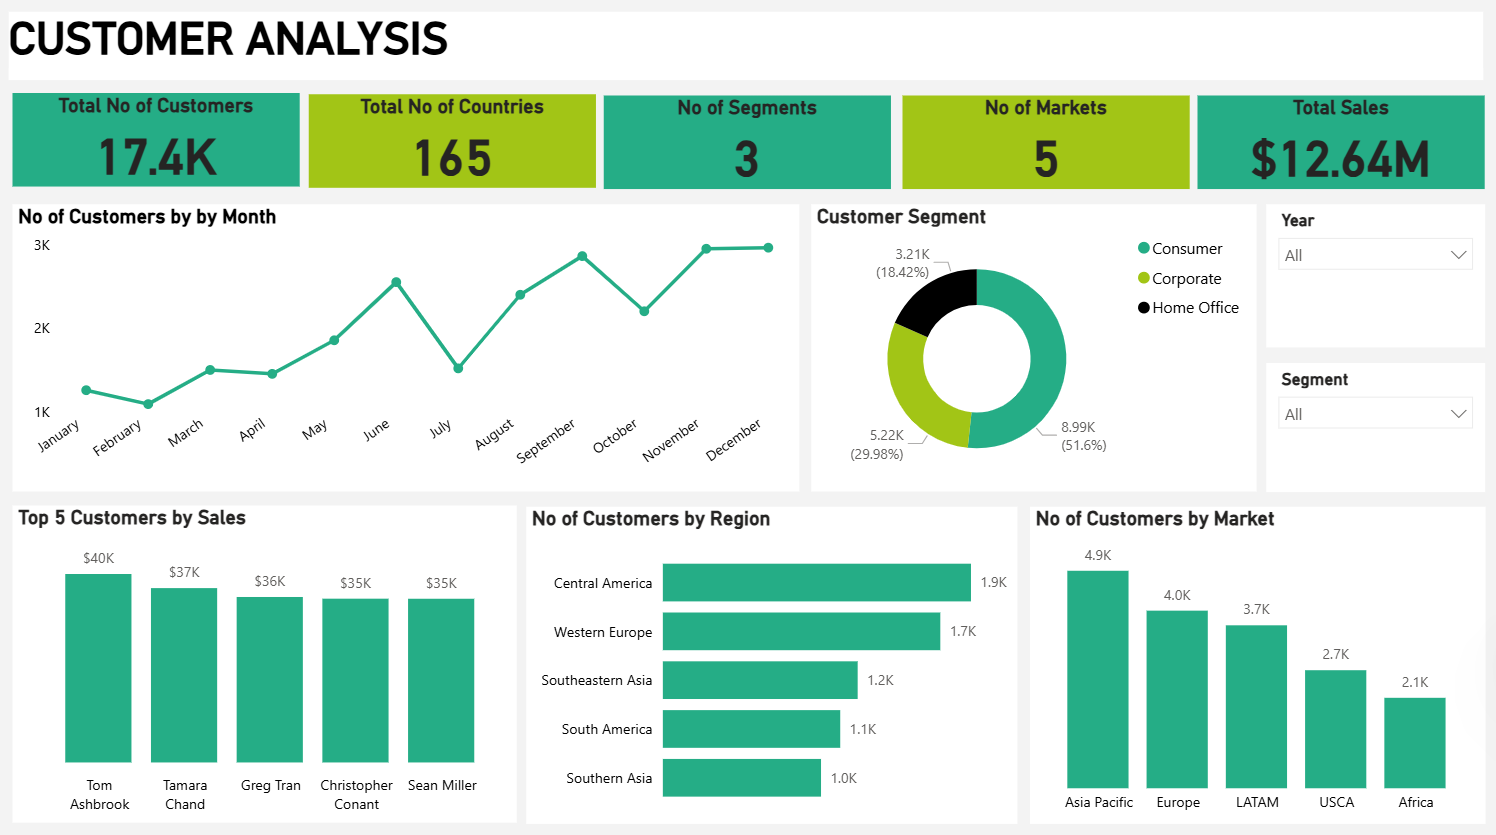 CUSTOMER ANALYSIS
Total No of Customers
17.4K
Total No of Countries
165
No of Segments
3
No of Markets
5
Total Sales
$12.64M
No of Customers by by Month
3K
2K
1K
January
February
March
April
May
June
July
August
September
October
November
December
Customer Segment
3.21K
(18.42%)
5.22K
(29.98%)
8.99K
(51.6%)
Consumer
Corporate
Home Office
Year
All
Segment
All
Top 5 Customers by Sales
$40K
$37K
$36K
$35K
$35K
Tom
Ashbrook
Tamara
Chand
Greg Tran
Christopher
Conant
Sean Miller
No of Customers by Region
Central America
1.9K
Western Europe
1.7K
Southeastern Asia
1.2K
South America
1.1K
Southern Asia
1.0K
No of Customers by Market
4.9K
4.0K
3.7K
2.7K
2.1K
Asia Pacific
Europe
LATAM
USCA
Africa